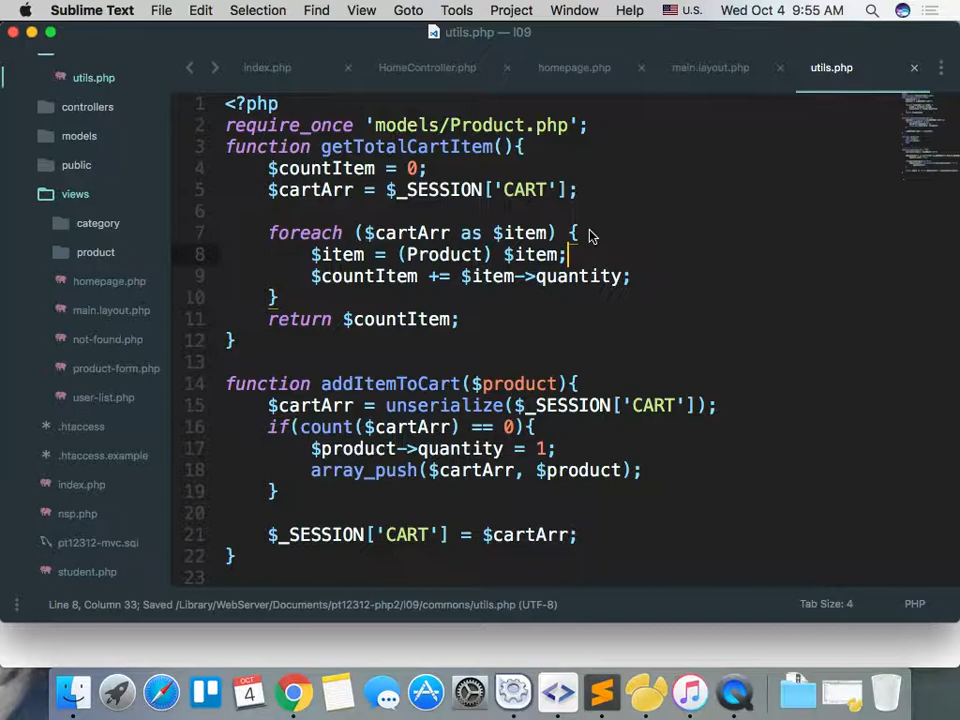 Sublime Text File Edit Selection Find View Goto Tools Project Window Help U.S. Wed Oct 4 9:55 AM
utils.php — l09
index.php × HomeController.php × homepage.php × main.layout.php × utils.php ×
utils.php
controllers
models
public
views
category
product
homepage.php
main.layout.php
not-found.php
product-form.php
user-list.php
.htaccess
.htaccess.example
index.php
nsp.php
pt12312-mvc.sql
student.php
1 <?php
2 require_once 'models/Product.php';
3 function getTotalCartItem(){
4 $countItem = 0;
5 $cartArr = $_SESSION['CART'];
6
7 foreach ($cartArr as $item) {
8 $item = (Product) $item;
9 $countItem += $item->quantity;
10 }
11 return $countItem;
12 }
13
14 function addItemToCart($product){
15 $cartArr = unserialize($_SESSION['CART']);
16 if(count($cartArr) == 0){
17 $product->quantity = 1;
18 array_push($cartArr, $product);
19 }
20
21 $_SESSION['CART'] = $cartArr;
22 }
23
Line 8, Column 33; Saved /Library/WebServer/Documents/pt12312-php2/l09/commons/utils.php (UTF-8) Tab Size: 4 PHP
OCT
4